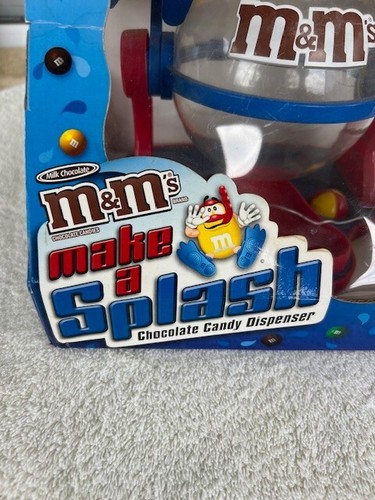 m&m's
m
m
Milk Chocolate
m&m's
BRAND
CHOCOLATE CANDIES
m
make
a
Splash
Chocolate Candy Dispenser